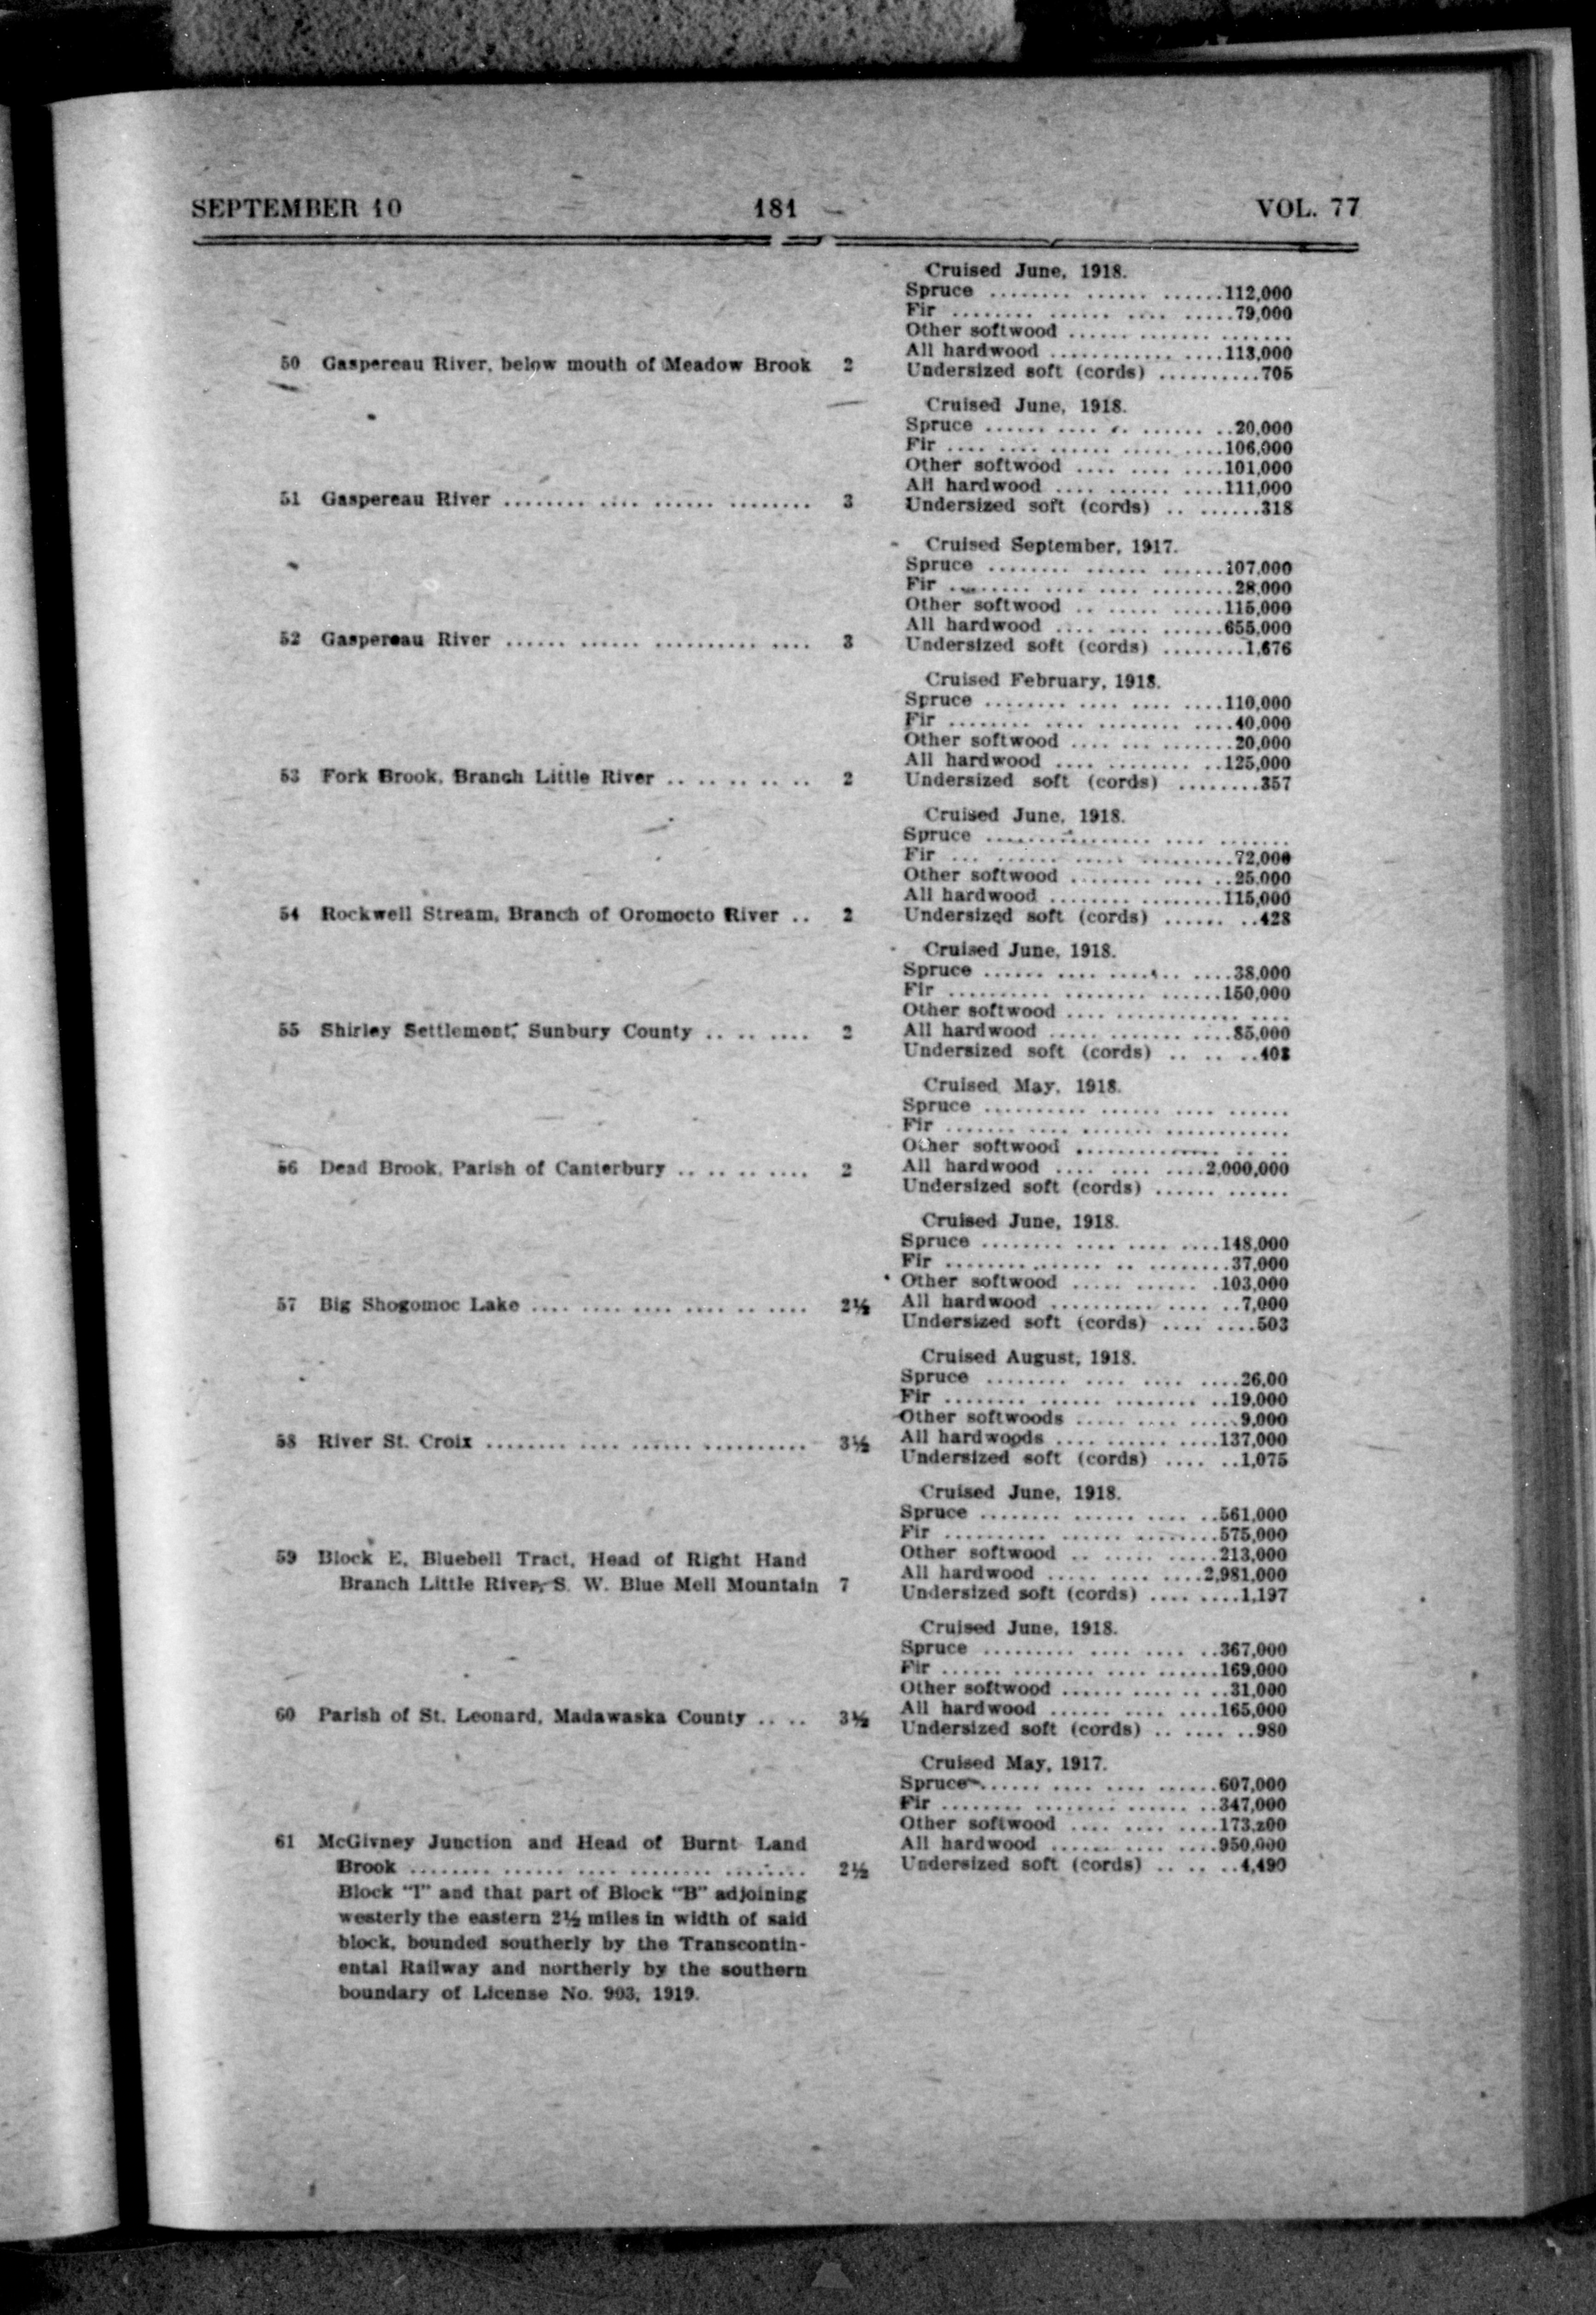 SEPTEMBER 10 181 VOL. 77
Cruised June, 1918.
Spruce ........ ...... ......112,000
Fir ........ ...... .... .....79,000
Other softwood ...... ....... .......
All hardwood ............ ....113,000
50 Gaspereau River, below mouth of Meadow Brook 2 Undersized soft (cords) ..........705
Cruised June, 1918.
Spruce ...... .... .. ...... ..20,000
Fir .... .... ...... ..... ....106,000
Other softwood .... .... ....101,000
All hardwood .... ...... ....111,000
51 Gaspereau River ........ .... ...... ........ 3 Undersized soft (cords) .. ......318
Cruised September, 1917.
Spruce ........ ...... ......107,000
Fir ........ .... .... ........28,000
Other softwood .. ...... .....115,000
All hardwood .... .... ......655,000
52 Gaspereau River ...... ...... .......... .... 3 Undersized soft (cords) ........1,676
Cruised February, 1918.
Spruce ........ .... .... ....110,000
Fir ........ .... ........ ....40,000
Other softwood .... ... .......20,000
All hardwood .... ........ ..125,000
53 Fork Brook, Branch Little River .. .. .. .. .. 2 Undersized soft (cords) ........357
Cruised June, 1918.
Spruce ................ .... .......
Fir ... ...... ..... .........72,000
Other softwood ........ .... ..25,000
All hardwood ........ ........115,000
54 Rockwell Stream, Branch of Oromocto River .. 2 Undersized soft (cords) ...... ..428
Cruised June, 1918.
Spruce ...... .... ....... ....38,000
Fir .......... ........ ......150,000
Other softwood .... ............ ....
55 Shirley Settlement, Sunbury County .. .. .... 2 All hardwood ..... ....... ....85,000
Undersized soft (cords) .. .. ..403
Cruised May, 1918.
Spruce .......... ...... .... ......
Fir ....... .... ....... ............
Other softwood .............. .. ..
56 Dead Brook, Parish of Canterbury .. .. .. .... 2 All hardwood .... .... .....2,000,000
Undersized soft (cords) ...... ......
Cruised June, 1918.
Spruce ........ .... .... ....148,000
Fir ........ ....... .. ........37,000
Other softwood ..... ...... .103,000
57 Big Shogomoc Lake .... .... .... .... .. .... 2½ All hardwood .......... .... ..7,000
Undersized soft (cords) .... ....503
Cruised August, 1918.
Spruce ........ .... .... ....26,00
Fir ........ ...... ........ ..19,000
Other softwoods ..... .... .....9,000
58 River St. Croix ........ .... ...... .......... 3½ All hardwoods .... ...... ....137,000
Undersized soft (cords) .... ..1,075
Cruised June, 1918.
Spruce ........ ...... .... ..561,000
Fir .......... ...... ........575,000
59 Block E, Bluebell Tract, Head of Right Hand Other softwood .. ..... .....213,000
Branch Little River, S. W. Blue Mell Mountain 7 All hardwood ..... .... ....2,981,000
Undersized soft (cords) .... ....1,197
Cruised June, 1918.
Spruce ......... .... .... ..367,000
Fir ...... ........ .... ......169,000
Other softwood ...... .... .. ..31,000
60 Parish of St. Leonard, Madawaska County .. .. 3½ All hardwood ...... .... ....165,000
Undersized soft (cords) .. .... ..980
Cruised May, 1917.
Spruce ...... .... .... ......607,000
Fir ........ ........ ...... ..347,000
Other softwood .... .... ....173,200
61 McGivney Junction and Head of Burnt Land All hardwood ....... .... ....950,000
Brook ........ ...... .... ........ ........ 2½ Undersized soft (cords) .. .. ..4,490
Block "I" and that part of Block "B" adjoining
westerly the eastern 2½ miles in width of said
block, bounded southerly by the Transcontin-
ental Railway and northerly by the southern
boundary of License No. 903, 1919.